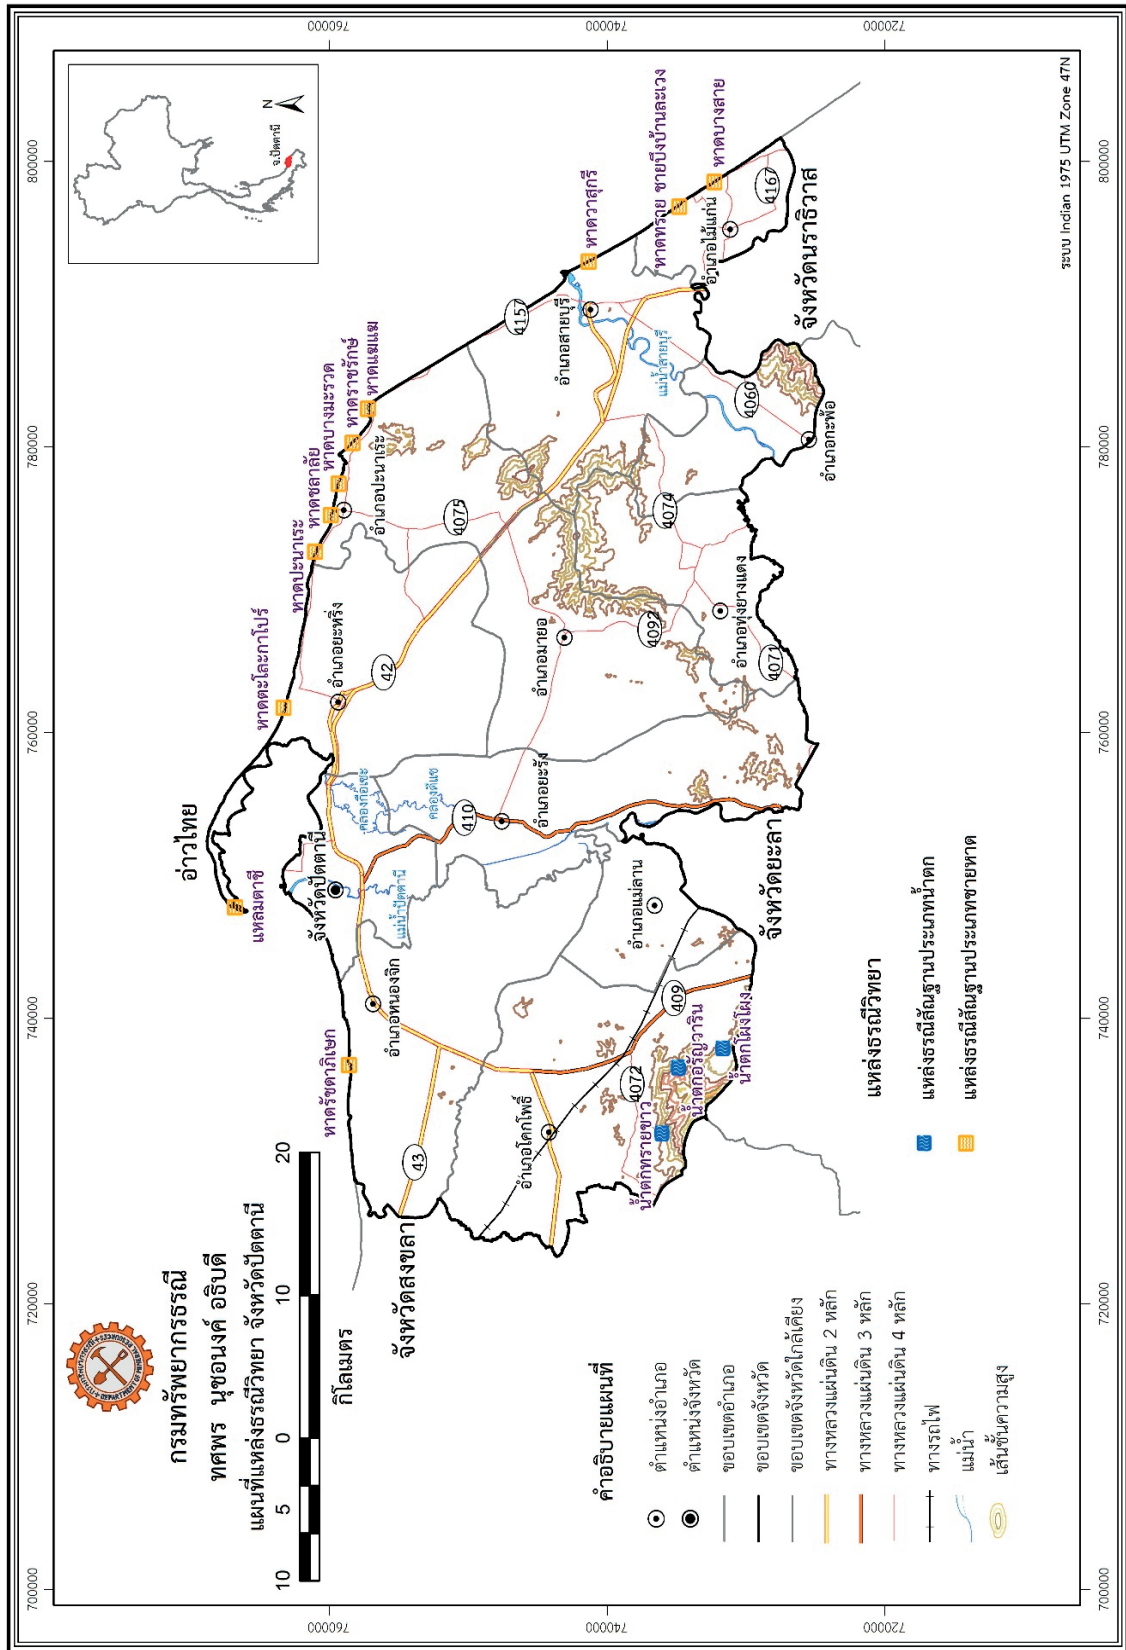 กรมทรัพยากรธรณี
ทศพร นุชอนงค์ อธิบดี
แผนที่แหล่งธรณีวิทยา จังหวัดปัตตานี
10 5 0 10 20
กิโลเมตร
700000 720000 740000 760000 780000 800000
760000
740000
720000
จ.ปัตตานี
N
อ่าวไทย
แหลมตาชี
หาดตะโละกาโปร์
หาดปะนาเระ
หาดชลาลัย
หาดบางมะรวด
หาดราชรักษ์
หาดแฆแฆ
หาดวาสุกรี
หาดทราย ชายบึงบ้านละเวง
หาดบางสาย
หาดรัชดาภิเษก
จังหวัดปัตตานี
อำเภอหนองจิก
อำเภอยะหริ่ง
อำเภอปะนาเระ
อำเภอสายบุรี
อำเภอไม้แก่น
อำเภอยะรัง
อำเภอมายอ
อำเภอทุ่งยางแดง
อำเภอกะพ้อ
อำเภอแม่ลาน
อำเภอโคกโพธิ์
แม่น้ำปัตตานี
คลองกือเซะ
คลองตีแซ
แม่น้ำสายบุรี
43
42
410
409
4072
4075
4157
4092
4074
4071
4060
4167
น้ำตกทรายขาว
น้ำตกอรัญวาริน
น้ำตกโผงโผง
จังหวัดสงขลา
จังหวัดยะลา
จังหวัดนราธิวาส
คำอธิบายแผนที่
ตำแหน่งอำเภอ
ตำแหน่งจังหวัด
ขอบเขตอำเภอ
ขอบเขตจังหวัด
ขอบเขตจังหวัดใกล้เคียง
ทางหลวงแผ่นดิน 2 หลัก
ทางหลวงแผ่นดิน 3 หลัก
ทางหลวงแผ่นดิน 4 หลัก
ทางรถไฟ
แม่น้ำ
เส้นชั้นความสูง
แหล่งธรณีวิทยา
แหล่งธรณีสัณฐานประเภทน้ำตก
แหล่งธรณีสัณฐานประเภทชายหาด
ระบบ Indian 1975 UTM Zone 47N
700000 720000 740000 760000 780000 800000
760000
740000
720000